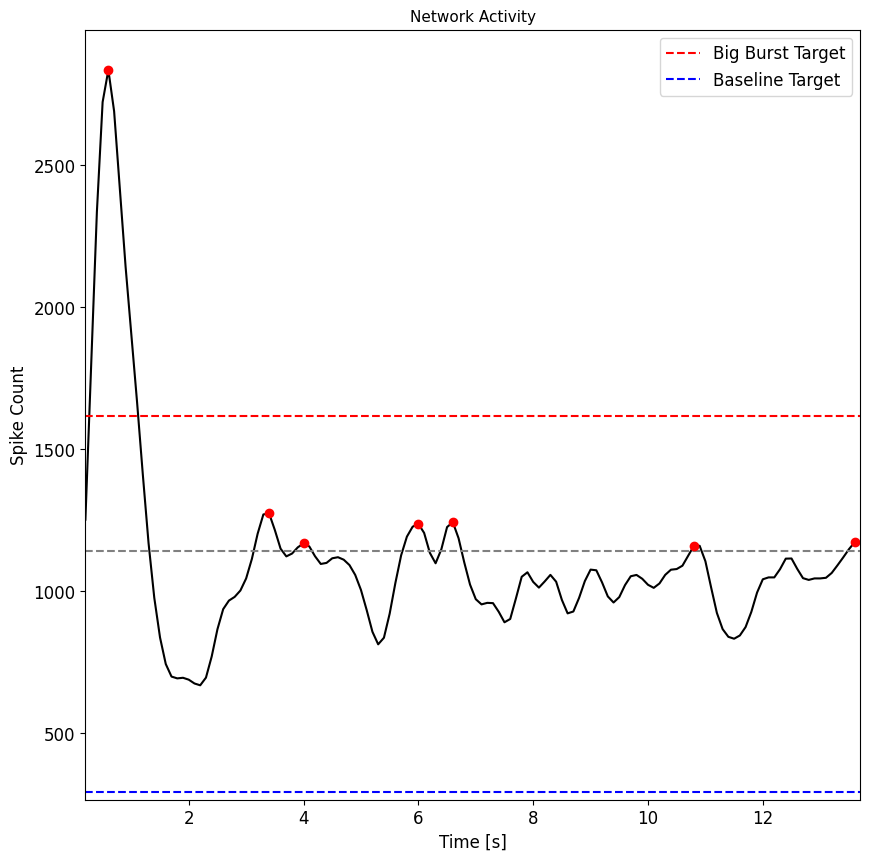 Network Activity
Big Burst Target
Baseline Target
2500
2000
1500
1000
500
Spike Count
2 4 6 8 10 12
Time [s]